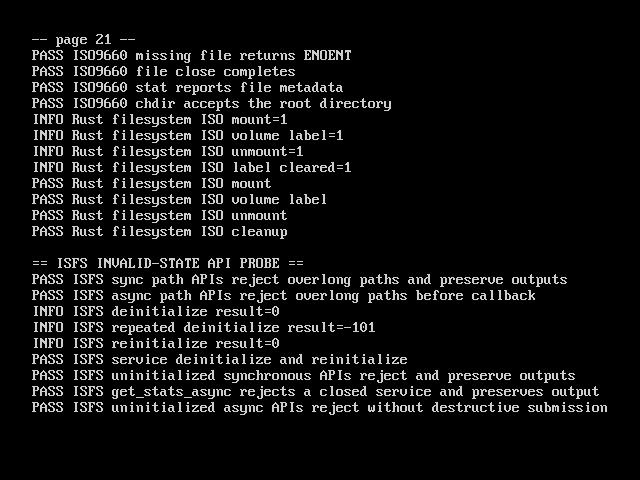 -- page 21 --
PASS ISO9660 missing file returns ENOENT
PASS ISO9660 file close completes
PASS ISO9660 stat reports file metadata
PASS ISO9660 chdir accepts the root directory
INFO Rust filesystem ISO mount=1
INFO Rust filesystem ISO volume label=1
INFO Rust filesystem ISO unmount=1
INFO Rust filesystem ISO label cleared=1
PASS Rust filesystem ISO mount
PASS Rust filesystem ISO volume label
PASS Rust filesystem ISO unmount
PASS Rust filesystem ISO cleanup
== ISFS INVALID-STATE API PROBE ==
PASS ISFS sync path APIs reject overlong paths and preserve outputs
PASS ISFS async path APIs reject overlong paths before callback
INFO ISFS deinitialize result=0
INFO ISFS repeated deinitialize result=-101
INFO ISFS reinitialize result=0
PASS ISFS service deinitialize and reinitialize
PASS ISFS uninitialized synchronous APIs reject and preserve outputs
PASS ISFS get_stats_async rejects a closed service and preserves output
PASS ISFS uninitialized async APIs reject without destructive submission